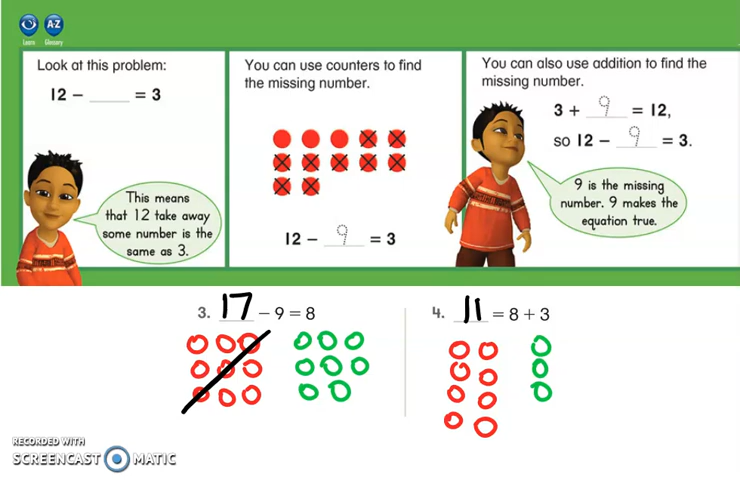 A-Z
Learn Glossary
Look at this problem:
12 − ____ = 3
This means
that 12 take away
some number is the
same as 3.
You can use counters to find
the missing number.
12 − 9 = 3
You can also use addition to find the
missing number.
3 + 9 = 12,
so 12 − 9 = 3.
9 is the missing
number. 9 makes the
equation true.
3. 17 − 9 = 8
4. 11 = 8 + 3
RECORDED WITH
SCREENCAST MATIC